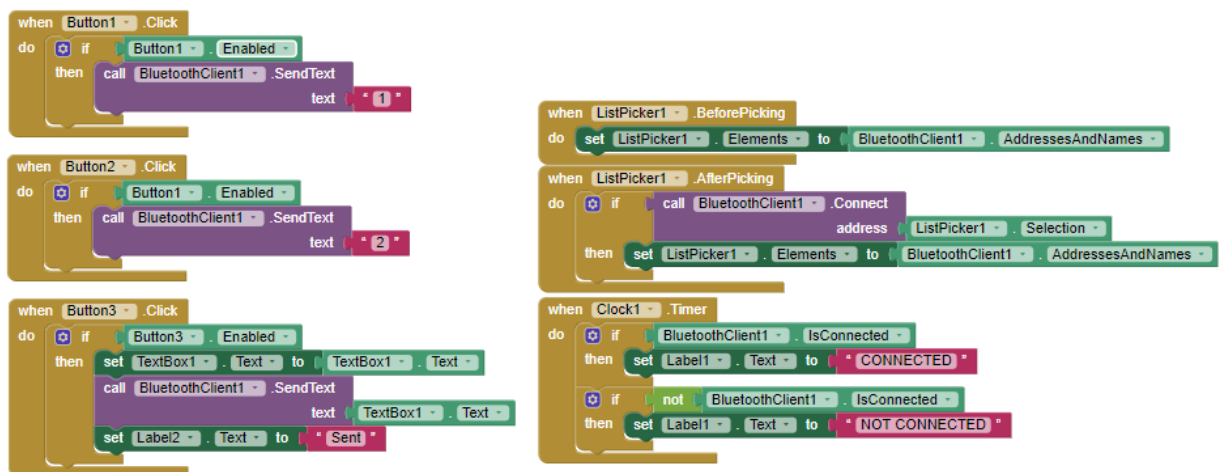 when Button1 .Click
do if Button1 . Enabled
then call BluetoothClient1 .SendText
text " 1 "
when Button2 .Click
do if Button1 . Enabled
then call BluetoothClient1 .SendText
text " 2 "
when Button3 .Click
do if Button3 . Enabled
then set TextBox1 . Text to TextBox1 . Text
call BluetoothClient1 .SendText
text TextBox1 . Text
set Label2 . Text to " Sent "
when ListPicker1 .BeforePicking
do set ListPicker1 . Elements to BluetoothClient1 . AddressesAndNames
when ListPicker1 .AfterPicking
do if call BluetoothClient1 .Connect
address ListPicker1 . Selection
then set ListPicker1 . Elements to BluetoothClient1 . AddressesAndNames
when Clock1 .Timer
do if BluetoothClient1 . IsConnected
then set Label1 . Text to " CONNECTED "
if not BluetoothClient1 . IsConnected
then set Label1 . Text to " NOT CONNECTED "